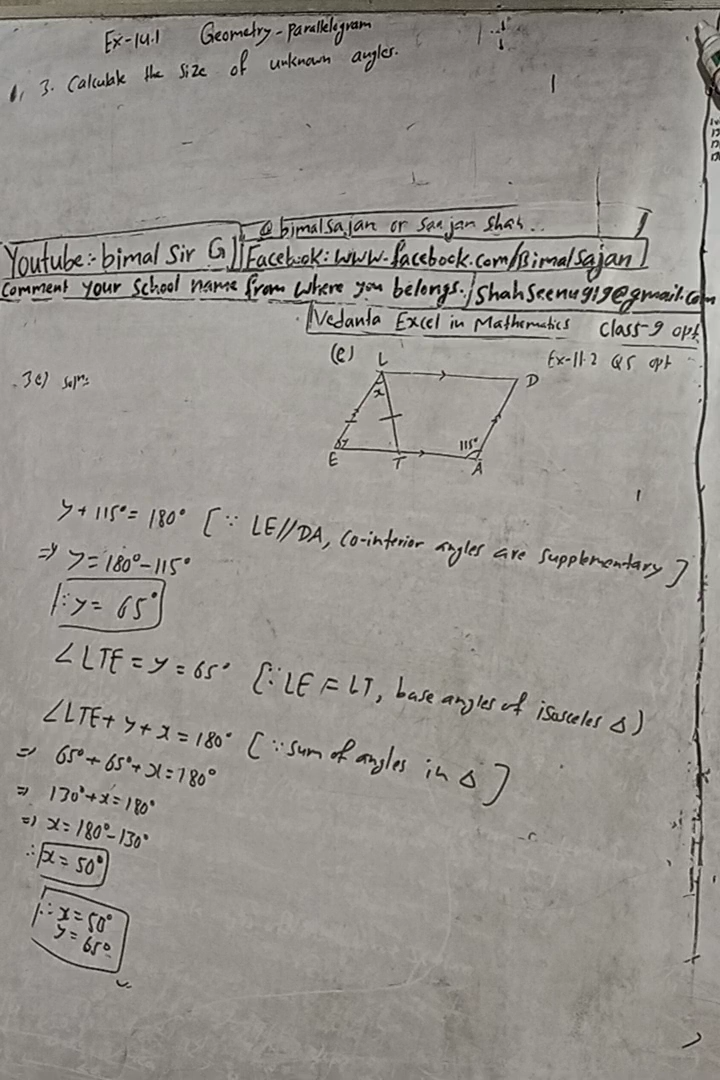 Ex-14.1 Geometry-parallelogram
3. Calculate the size of unknown angles.
@ bimalsajan or Saajan Shah..
Youtube:- bimal Sir G
Facebook: www.facebook.com/Bimalsajan
Comment your School name from where you belongs.
ShahSeenu919@gmail.com
Vedanta Excel in Mathematics class-9 opt
Ex-11.2 Q5 opt
(e)
3e) Solⁿ:
L D
x
y 115°
E T A
y + 115° = 180° [∵ LE//DA, Co-interior angles are supplementary]
⇒ y = 180° - 115°
∴ y = 65°
∠LTE = y = 65° [∵ LE = LT, base angles of isosceles Δ]
∠LTE + y + x = 180° [∵ sum of angles in Δ]
⇒ 65° + 65° + x = 180°
⇒ 130° + x = 180°
⇒ x = 180° - 130°
∴ x = 50°
∴ x = 50°
y = 65°